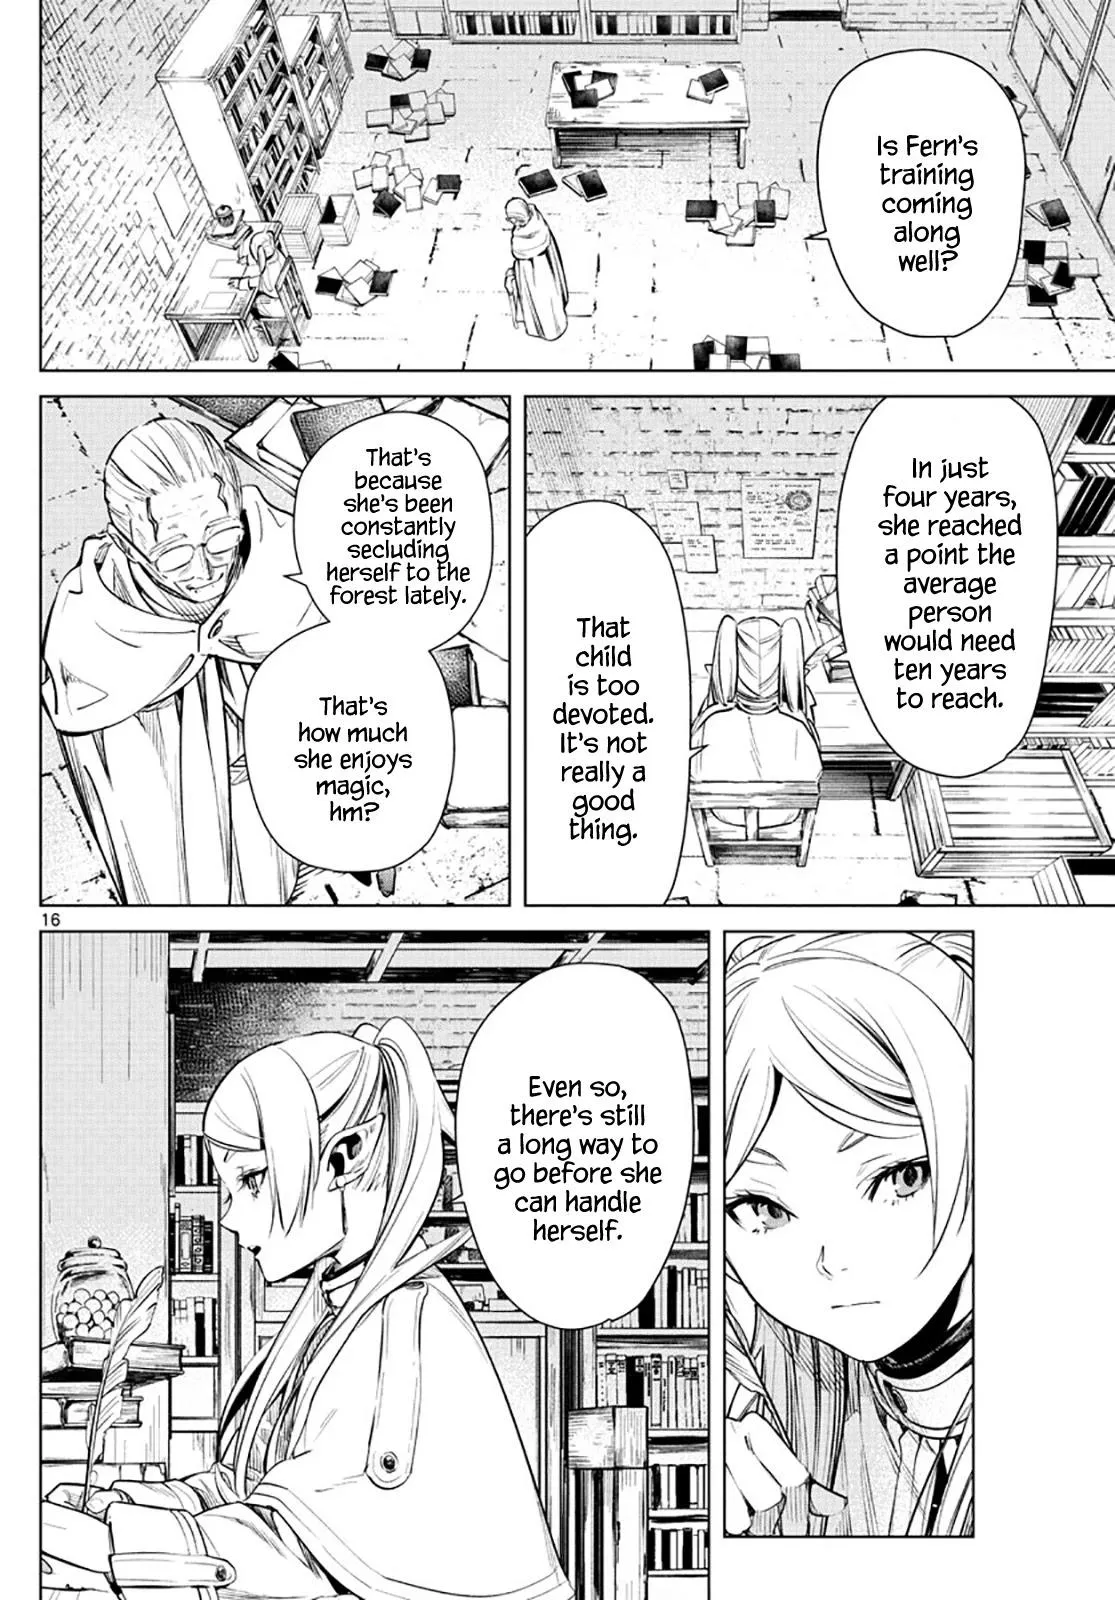 Is Fern's
training
coming
along
well?
In just
four years,
she reached
a point the
average
person
would need
ten years
to reach.
That
child
is too
devoted.
It's not
really a
good
thing.
That's
because
she's been
constantly
secluding
herself to the
forest lately.
That's
how much
she enjoys
magic,
hm?
16
Even so,
there's still
a long way to
go before she
can handle
herself.